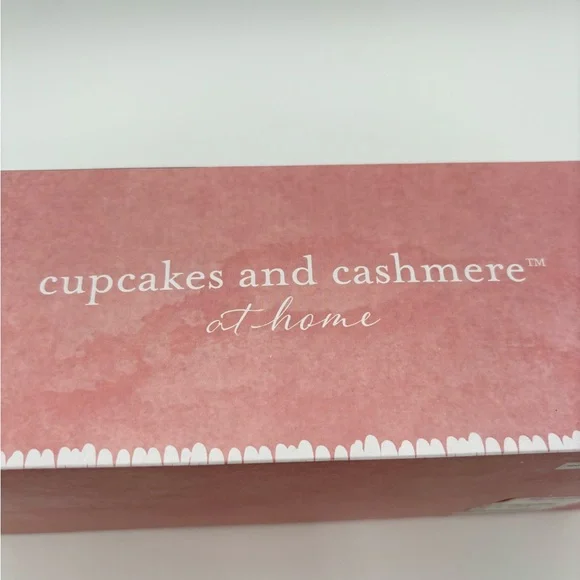 cupcakes and cashmere™
at home